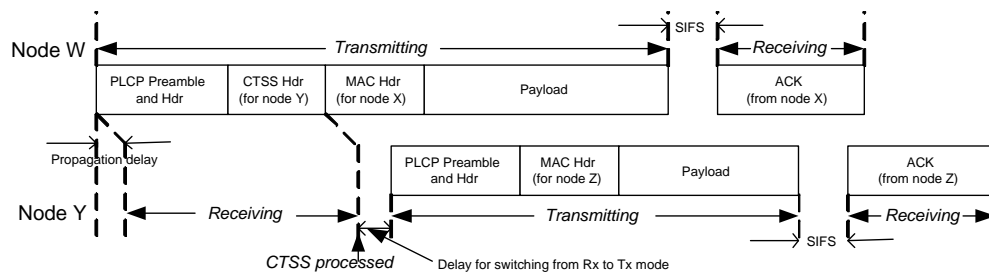 SIFS
Node W
Transmitting
Receiving
PLCP Preamble
and Hdr
CTSS Hdr
(for node Y)
MAC Hdr
(for node X)
Payload
ACK
(from node X)
Propagation delay
PLCP Preamble
and Hdr
MAC Hdr
(for node Z)
Payload
ACK
(from node Z)
Node Y
Receiving
Transmitting
Receiving
SIFS
CTSS processed
Delay for switching from Rx to Tx mode